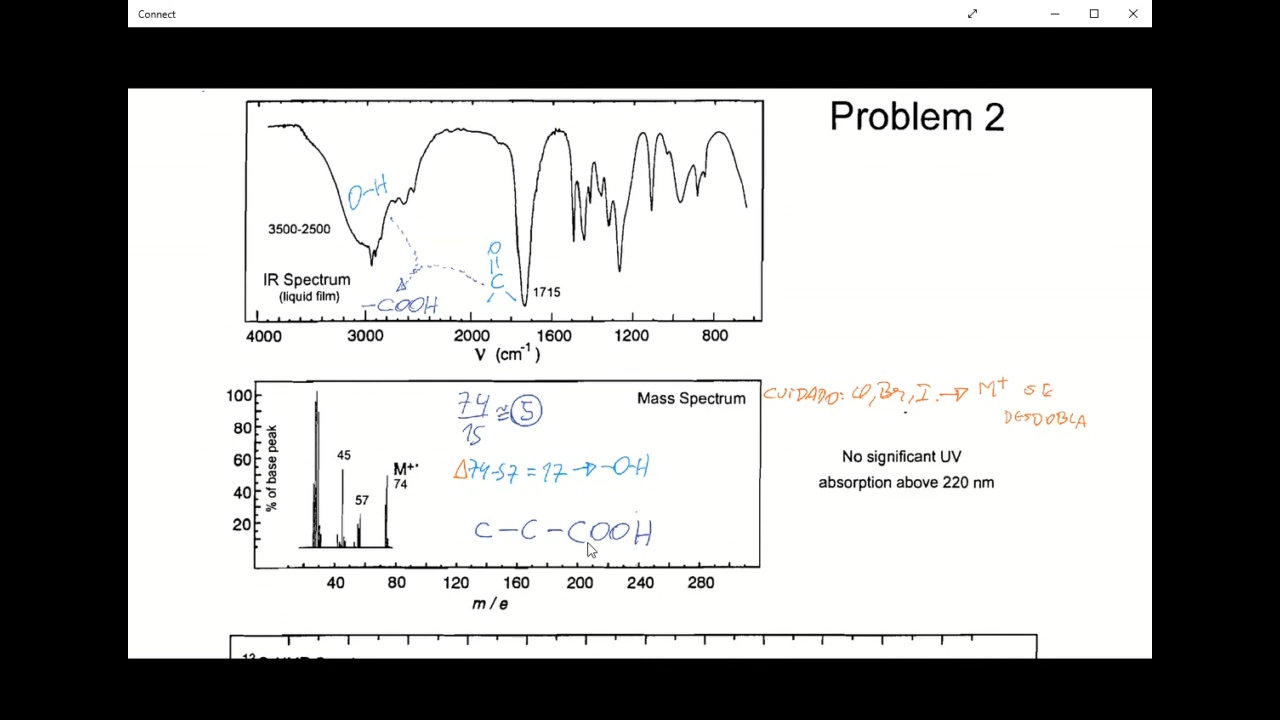 Connect
Problem 2
O-H
3500-2500
O
||
C
IR Spectrum
(liquid film)
-COOH
1715
4000 3000 2000 1600 1200 800
ν (cm⁻¹)
100
80
60
40
20
% of base peak
Mass Spectrum
74
15
≅ 5
45
57
M+·
74
Δ74-57 = 17 → -O-H
C-C-COOH
40 80 120 160 200 240 280
m/e
CUIDADO: Cl, Br, I → M+ SE
DESDOBLA
No significant UV
absorption above 220 nm